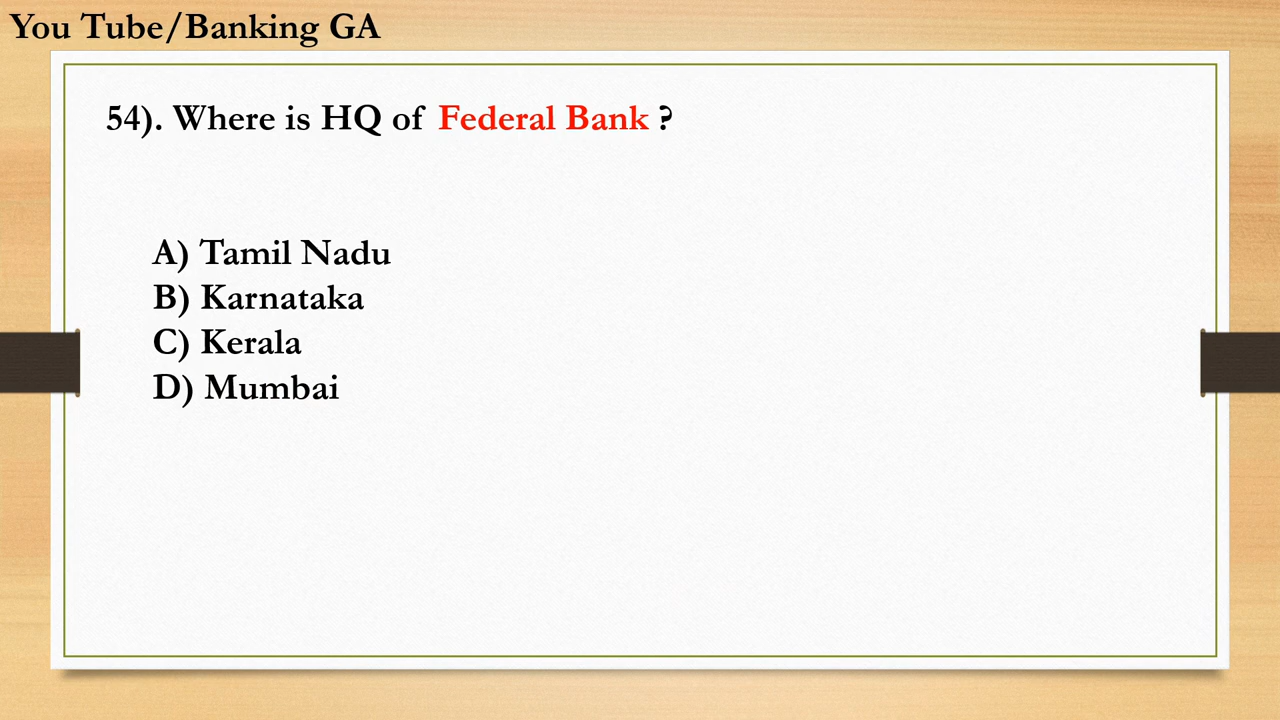 You Tube/Banking GA
54). Where is HQ of Federal Bank ?
A) Tamil Nadu
B) Karnataka
C) Kerala
D) Mumbai